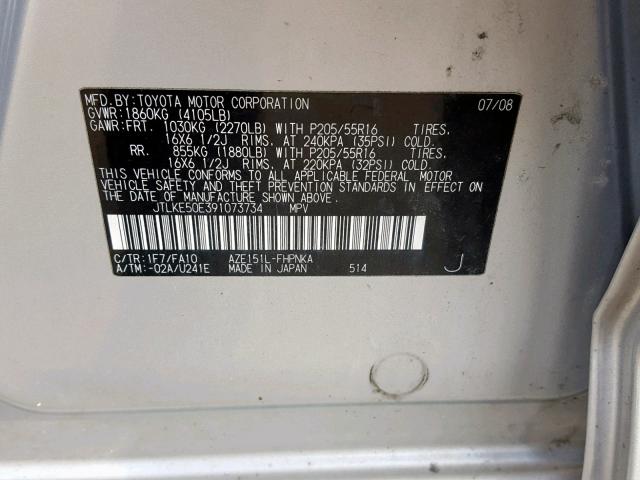 MFD.BY:TOYOTA MOTOR CORPORATION 07/08
GVWR:1860KG (4105LB)
GAWR:FRT. 1030KG (2270LB) WITH P205/55R16 TIRES.
16X6 1/2J RIMS. AT 240KPA (35PSI) COLD.
RR. 855KG (1880LB) WITH P205/55R16 TIRES.
16X6 1/2J RIMS. AT 220KPA (32PSI) COLD.
THIS VEHICLE CONFORMS TO ALL APPLICABLE FEDERAL MOTOR
VEHICLE SAFETY AND THEFT PREVENTION STANDARDS IN EFFECT ON
THE DATE OF MANUFACTURE SHOWN ABOVE.
JTLKE50E391073734 MPV
C/TR:1F7/FA10 AZE151L-FHPNKA
A/TM:-02A/U241E MADE IN JAPAN 514 J